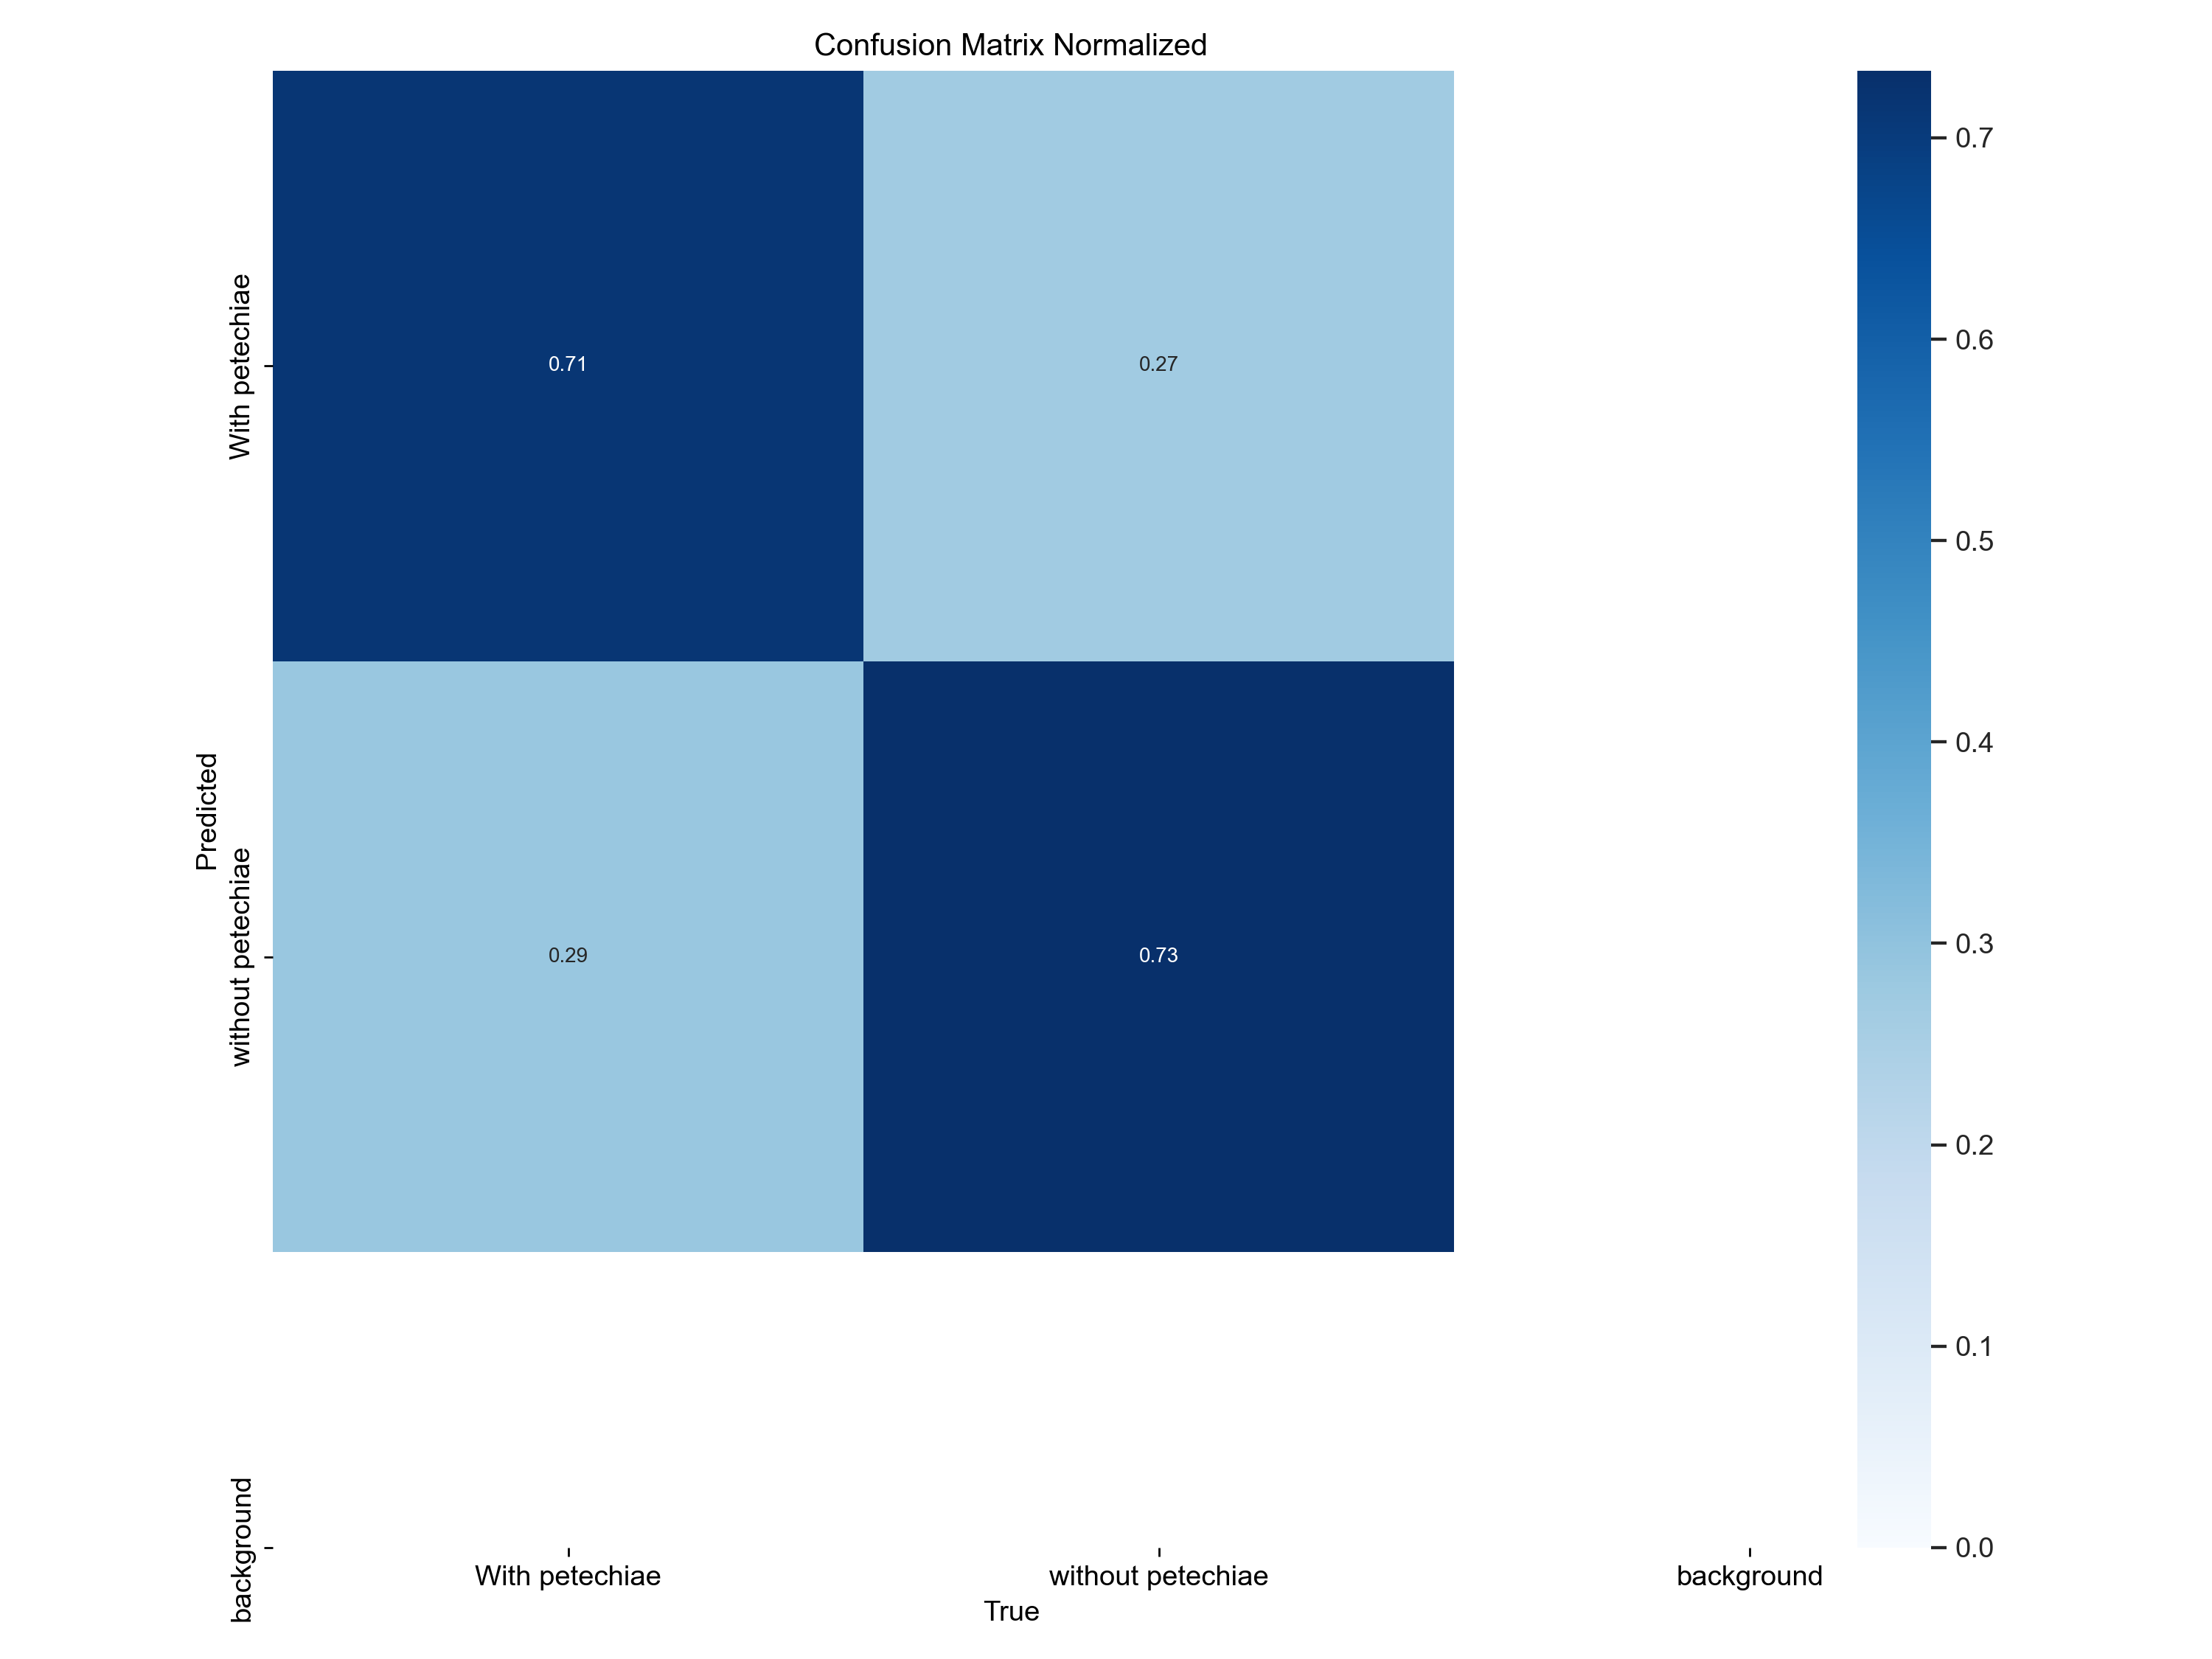 Confusion Matrix Normalized
With petechiae
without petechiae
background
Predicted
0.71
0.27
0.29
0.73
With petechiae
without petechiae
background
True
0.7
0.6
0.5
0.4
0.3
0.2
0.1
0.0